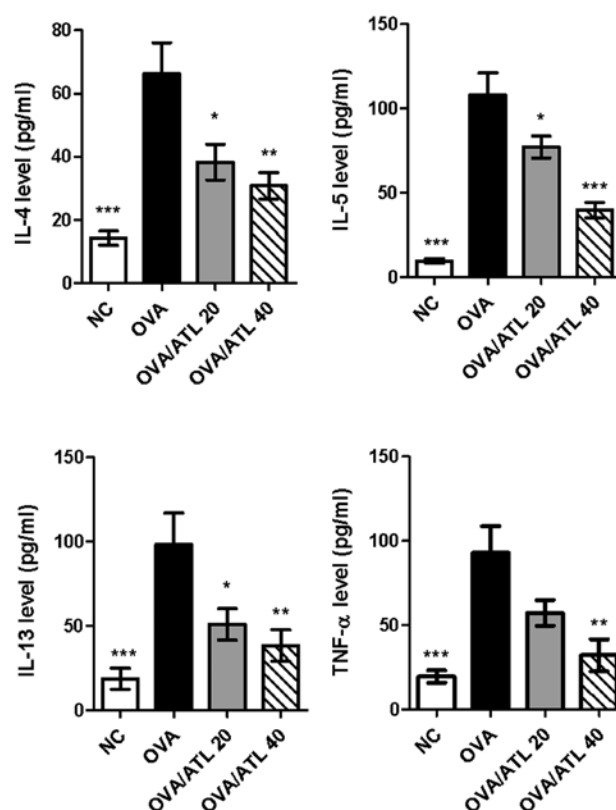 IL-4 level (pg/ml)
80
60
40
20
0
***
*
**
NC
OVA
OVA/ATL 20
OVA/ATL 40
IL-5 level (pg/ml)
150
100
50
0
***
*
***
NC
OVA
OVA/ATL 20
OVA/ATL 40
IL-13 level (pg/ml)
150
100
50
0
***
*
**
NC
OVA
OVA/ATL 20
OVA/ATL 40
TNF-α level (pg/ml)
150
100
50
0
***
**
NC
OVA
OVA/ATL 20
OVA/ATL 40